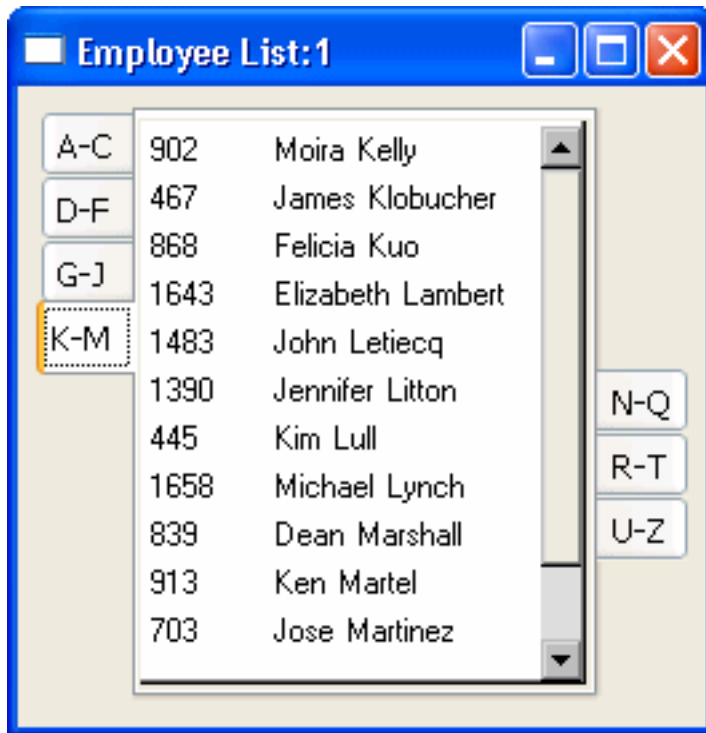 Employee List:1
A-C
D-F
G-J
K-M
902 Moira Kelly
467 James Klobucher
868 Felicia Kuo
1643 Elizabeth Lambert
1483 John Letiecq
1390 Jennifer Litton
445 Kim Lull
1658 Michael Lynch
839 Dean Marshall
913 Ken Martel
703 Jose Martinez
N-Q
R-T
U-Z